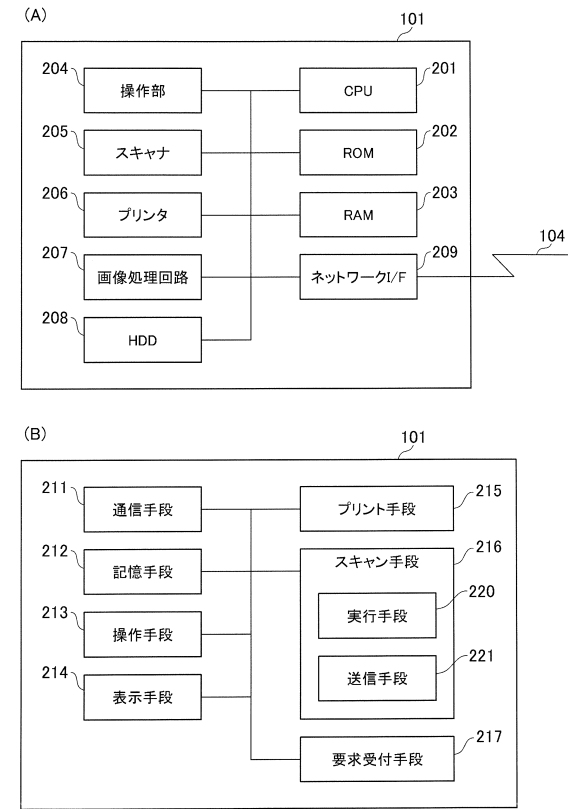 (A)
101
204
操作部
201
CPU
205
スキャナ
202
ROM
206
プリンタ
203
RAM
207
画像処理回路
209
ネットワークI/F
104
208
HDD
(B)
101
211
通信手段
215
プリント手段
212
記憶手段
216
スキャン手段
213
操作手段
220
実行手段
214
表示手段
221
送信手段
217
要求受付手段